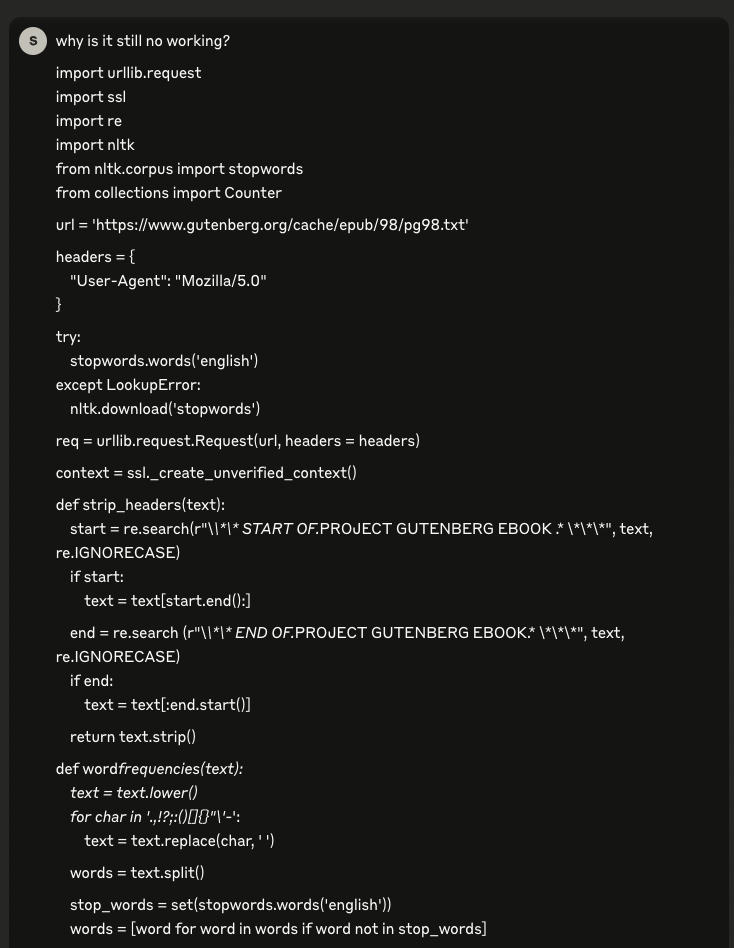 S
why is it still no working?
import urllib.request
import ssl
import re
import nltk
from nltk.corpus import stopwords
from collections import Counter
url = 'https://www.gutenberg.org/cache/epub/98/pg98.txt'
headers = {
"User-Agent": "Mozilla/5.0"
}
try:
stopwords.words('english')
except LookupError:
nltk.download('stopwords')
req = urllib.request.Request(url, headers = headers)
context = ssl._create_unverified_context()
def strip_headers(text):
start = re.search(r"\\*\* START OF.PROJECT GUTENBERG EBOOK .* \*\*\*", text,
re.IGNORECASE)
if start:
text = text[start.end():]
end = re.search (r"\\*\* END OF.PROJECT GUTENBERG EBOOK.* \*\*\*", text,
re.IGNORECASE)
if end:
text = text[:end.start()]
return text.strip()
def wordfrequencies(text):
text = text.lower()
for char in '.,!?;:()[]{}"\'-':
text = text.replace(char, ' ')
words = text.split()
stop_words = set(stopwords.words('english'))
words = [word for word in words if word not in stop_words]